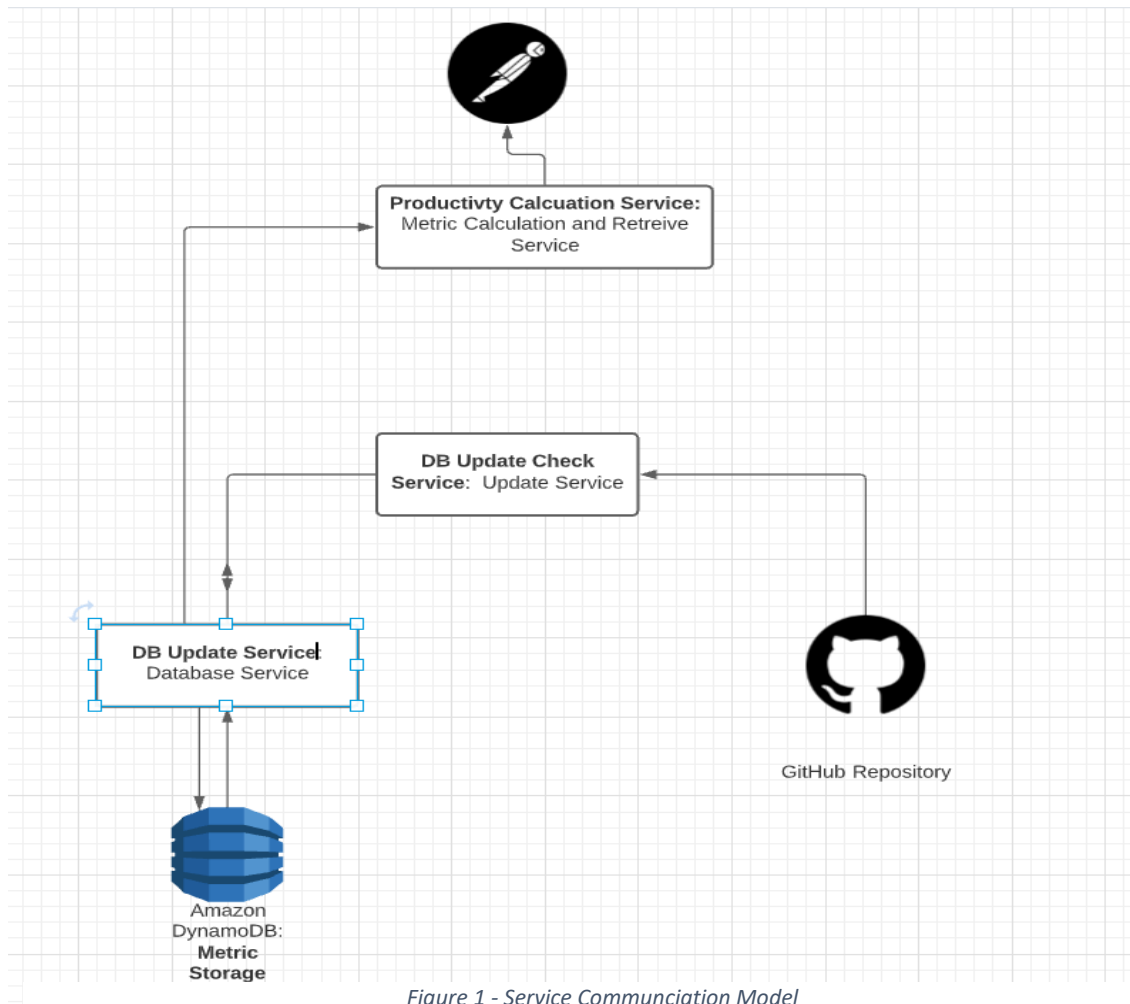 Productivty Calcuation Service:
Metric Calculation and Retreive
Service
DB Update Check
Service: Update Service
DB Update Service:
Database Service
GitHub Repository
Amazon
DynamoDB:
Metric
Storage
Figure 1 - Service Communciation Model